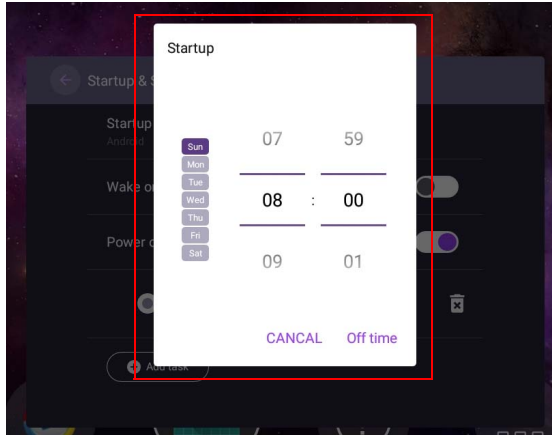 Startup
Startup & S
Startup
Android
Wake o
Power o
Sun
Mon
Tue
Wed
Thu
Fri
Sat
07 59
08 : 00
09 01
CANCAL Off time
Add task